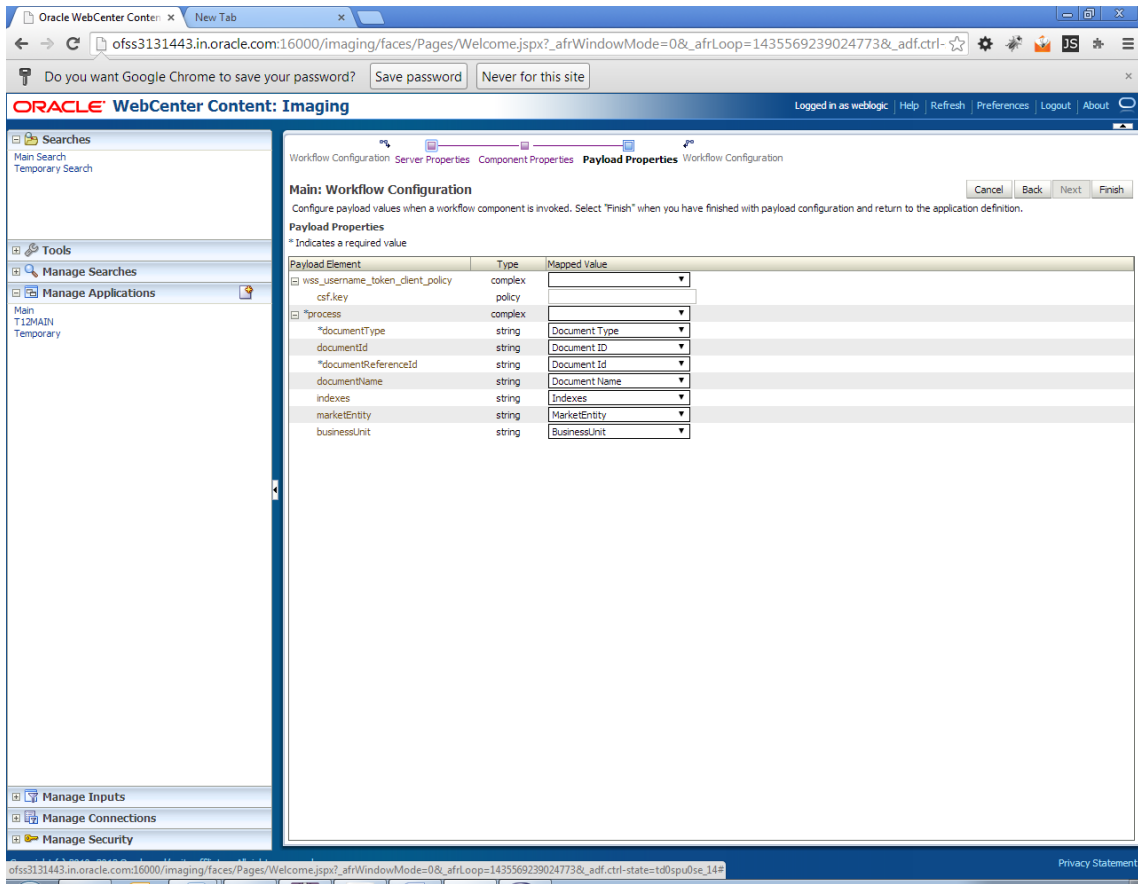 Oracle WebCenter Conten ×
New Tab ×
ofss3131443.in.oracle.com:16000/imaging/faces/Pages/Welcome.jspx?_afrWindowMode=0&_afrLoop=1435569239024773&_adf.ctrl-
JS
Do you want Google Chrome to save your password? Save password Never for this site ×
ORACLE WebCenter Content: Imaging
Logged in as weblogic Help Refresh Preferences Logout About
Searches
Main Search
Temporary Search
Tools
Manage Searches
Manage Applications
Main
T12MAIN
Temporary
Manage Inputs
Manage Connections
Manage Security
Workflow Configuration Server Properties Component Properties Payload Properties Workflow Configuration
Main: Workflow Configuration
Cancel Back Next Finish
Configure payload values when a workflow component is invoked. Select "Finish" when you have finished with payload configuration and return to the application definition.
Payload Properties
* Indicates a required value
Payload Element Type Mapped Value
wss_username_token_client_policy complex
csf.key policy
*process complex
*documentType string Document Type
documentId string Document ID
*documentReferenceId string Document Id
documentName string Document Name
indexes string Indexes
marketEntity string MarketEntity
businessUnit string BusinessUnit
Privacy Statement
ofss3131443.in.oracle.com:16000/imaging/faces/Pages/Welcome.jspx?_afrWindowMode=0&_afrLoop=1435569239024773&_adf.ctrl-state=td0spu0se_14#